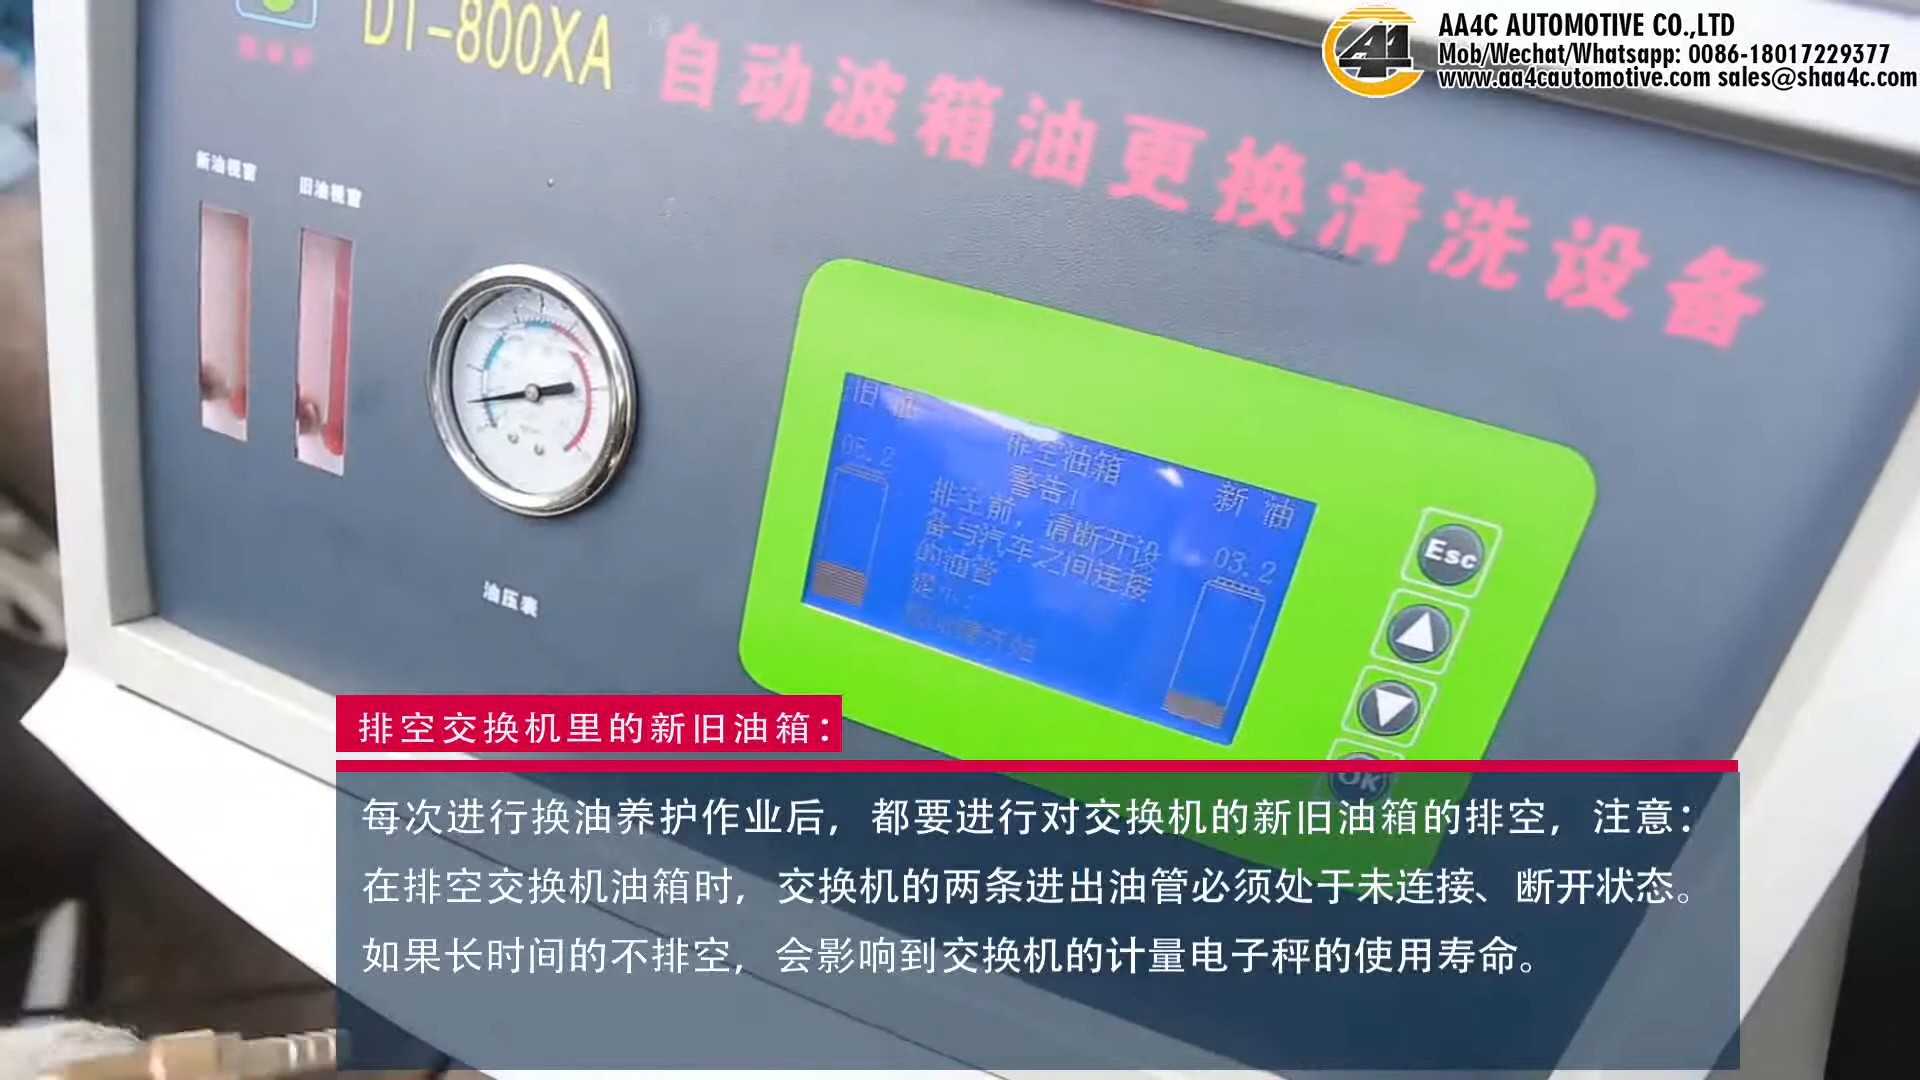 AA4C AUTOMOTIVE CO.,LTD
Mob/Wechat/Whatsapp: 0086-18017229377
www.aa4cautomotive.com sales@shaa4c.com
DT-800XA
自动波箱油更换清洗设备
新油视窗
旧油视窗
油压表
旧 油
05.2
排空油箱
警告!
排空前，请断开设
备与汽车之间连接
的油管
新 油
03.2
Esc
OK
排空交换机里的新旧油箱：
每次进行换油养护作业后，都要进行对交换机的新旧油箱的排空，注意：
在排空交换机油箱时，交换机的两条进出油管必须处于未连接、断开状态。
如果长时间的不排空，会影响到交换机的计量电子秤的使用寿命。